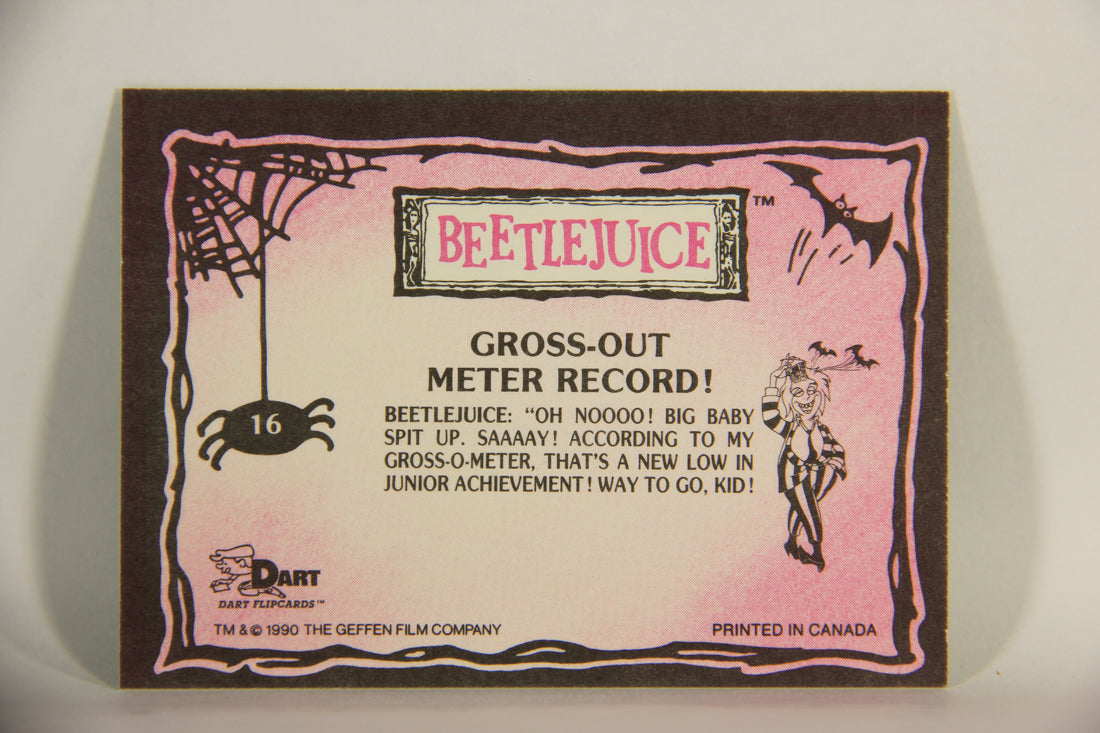 BEETLEJUICE™
GROSS-OUT
METER RECORD!
BEETLEJUICE: “OH NOOOO! BIG BABY
SPIT UP. SAAAAY! ACCORDING TO MY
GROSS-O-METER, THAT'S A NEW LOW IN
JUNIOR ACHIEVEMENT! WAY TO GO, KID!
16
DART
DART FLIPCARDS™
TM & © 1990 THE GEFFEN FILM COMPANY
PRINTED IN CANADA